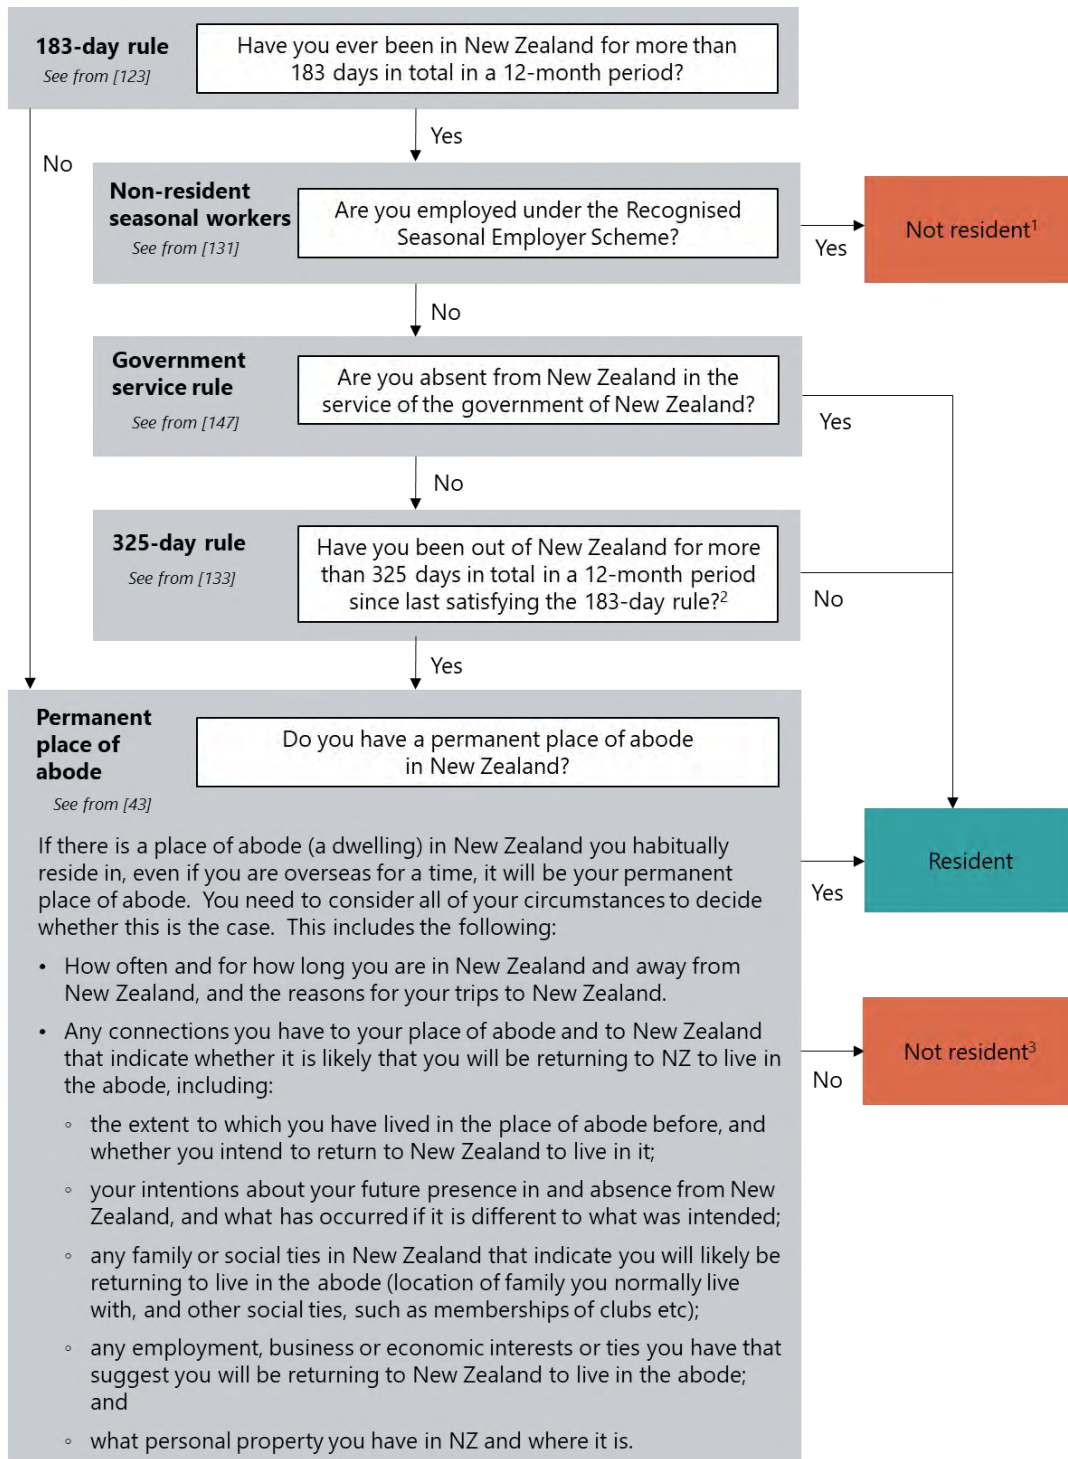 183-day rule
See from [123]
Have you ever been in New Zealand for more than
183 days in total in a 12-month period?
No
Yes
Non-resident
seasonal workers
See from [131]
Are you employed under the Recognised
Seasonal Employer Scheme?
Yes
Not resident¹
No
Government
service rule
See from [147]
Are you absent from New Zealand in the
service of the government of New Zealand?
Yes
No
325-day rule
See from [133]
Have you been out of New Zealand for more
than 325 days in total in a 12-month period
since last satisfying the 183-day rule?²
No
Yes
Permanent
place of
abode
See from [43]
Do you have a permanent place of abode
in New Zealand?
If there is a place of abode (a dwelling) in New Zealand you habitually
reside in, even if you are overseas for a time, it will be your permanent
place of abode. You need to consider all of your circumstances to decide
whether this is the case. This includes the following:
• How often and for how long you are in New Zealand and away from
New Zealand, and the reasons for your trips to New Zealand.
• Any connections you have to your place of abode and to New Zealand
that indicate whether it is likely that you will be returning to NZ to live in
the abode, including:
◦ the extent to which you have lived in the place of abode before, and
whether you intend to return to New Zealand to live in it;
◦ your intentions about your future presence in and absence from New
Zealand, and what has occurred if it is different to what was intended;
◦ any family or social ties in New Zealand that indicate you will likely be
returning to live in the abode (location of family you normally live
with, and other social ties, such as memberships of clubs etc);
◦ any employment, business or economic interests or ties you have that
suggest you will be returning to New Zealand to live in the abode;
and
◦ what personal property you have in NZ and where it is.
Yes
Resident
No
Not resident³